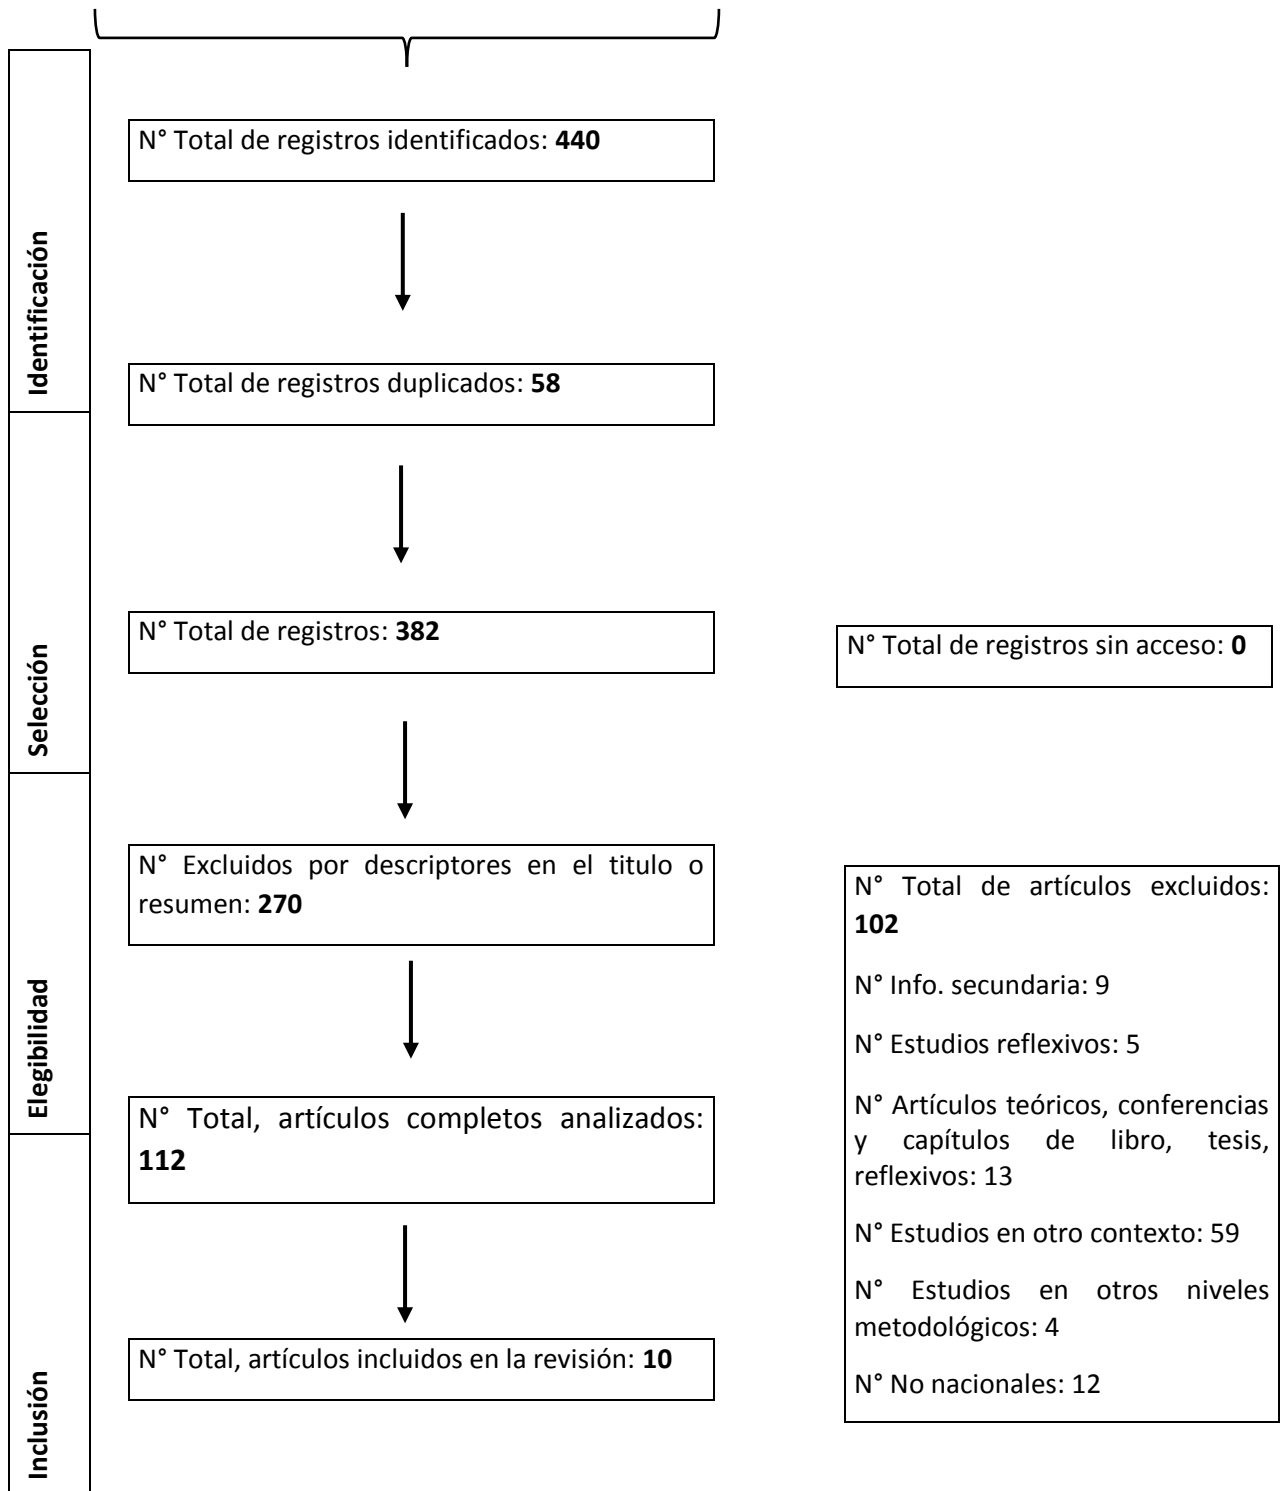 Identificación
N° Total de registros identificados: 440
N° Total de registros duplicados: 58
Selección
N° Total de registros: 382
N° Total de registros sin acceso: 0
Elegibilidad
N° Excluidos por descriptores en el titulo o
resumen: 270
N° Total, artículos completos analizados:
112
N° Total de artículos excluidos:
102
N° Info. secundaria: 9
N° Estudios reflexivos: 5
N° Artículos teóricos, conferencias
y capítulos de libro, tesis,
reflexivos: 13
N° Estudios en otro contexto: 59
N° Estudios en otros niveles
metodológicos: 4
N° No nacionales: 12
Inclusión
N° Total, artículos incluidos en la revisión: 10